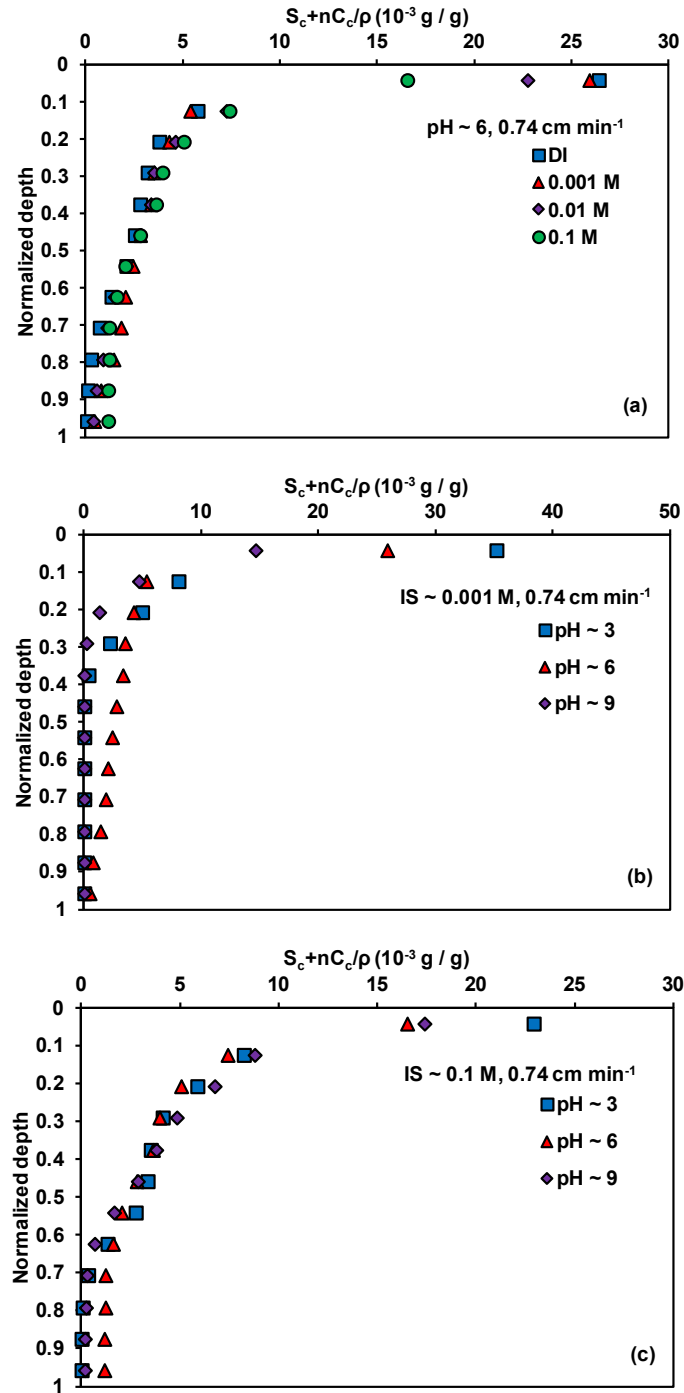 S_c+nC_c/ρ (10⁻³ g / g)
0 5 10 15 20 25 30
Normalized depth
0
0.1
0.2
0.3
0.4
0.5
0.6
0.7
0.8
0.9
1
pH ~ 6, 0.74 cm min⁻¹
DI
0.001 M
0.01 M
0.1 M
(a)
S_c+nC_c/ρ (10⁻³ g / g)
0 10 20 30 40 50
Normalized depth
0
0.1
0.2
0.3
0.4
0.5
0.6
0.7
0.8
0.9
1
IS ~ 0.001 M, 0.74 cm min⁻¹
pH ~ 3
pH ~ 6
pH ~ 9
(b)
S_c+nC_c/ρ (10⁻³ g / g)
0 5 10 15 20 25 30
Normalized depth
0
0.1
0.2
0.3
0.4
0.5
0.6
0.7
0.8
0.9
1
IS ~ 0.1 M, 0.74 cm min⁻¹
pH ~ 3
pH ~ 6
pH ~ 9
(c)